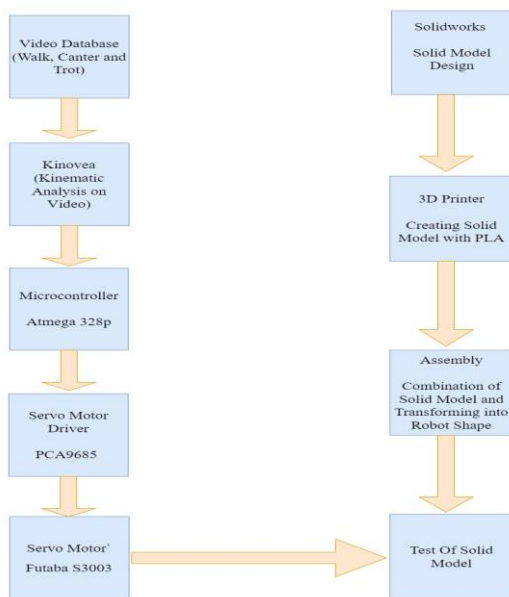 Video Database
(Walk, Canter and
Trot)
Kinovea
(Kinematic
Analysis on
Video)
Microcontroller
Atmega 328p
Servo Motor
Driver
PCA9685
Servo Motor`
Futaba S3003
Solidworks
Solid Model
Design
3D Printer
Creating Solid
Model with PLA
Assembly
Combination of
Solid Model and
Transforming into
Robot Shape
Test Of Solid
Model